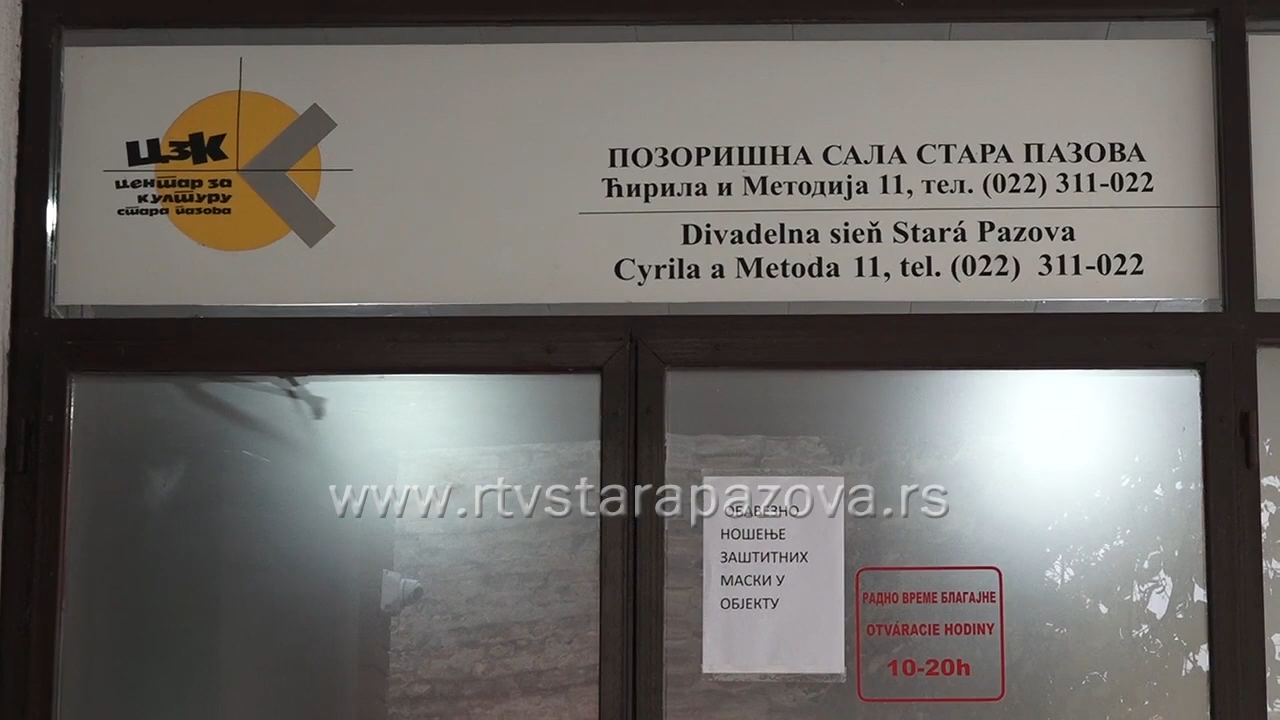 ЦЗК
центар за
културу
стара пазова
ПОЗОРИШНА САЛА СТАРА ПАЗОВА
Ћирила и Методија 11, тел. (022) 311-022
Divadelna sieň Stará Pazova
Cyrila a Metoda 11, tel. (022) 311-022
www.rtvstarapazova.rs
ОБАВЕЗНО
НОШЕЊЕ
ЗАШТИТНИХ
МАСКИ У
ОБЈЕКТУ
РАДНО ВРЕМЕ БЛАГАЈНЕ
OTVÁRACIE HODINY
10-20h